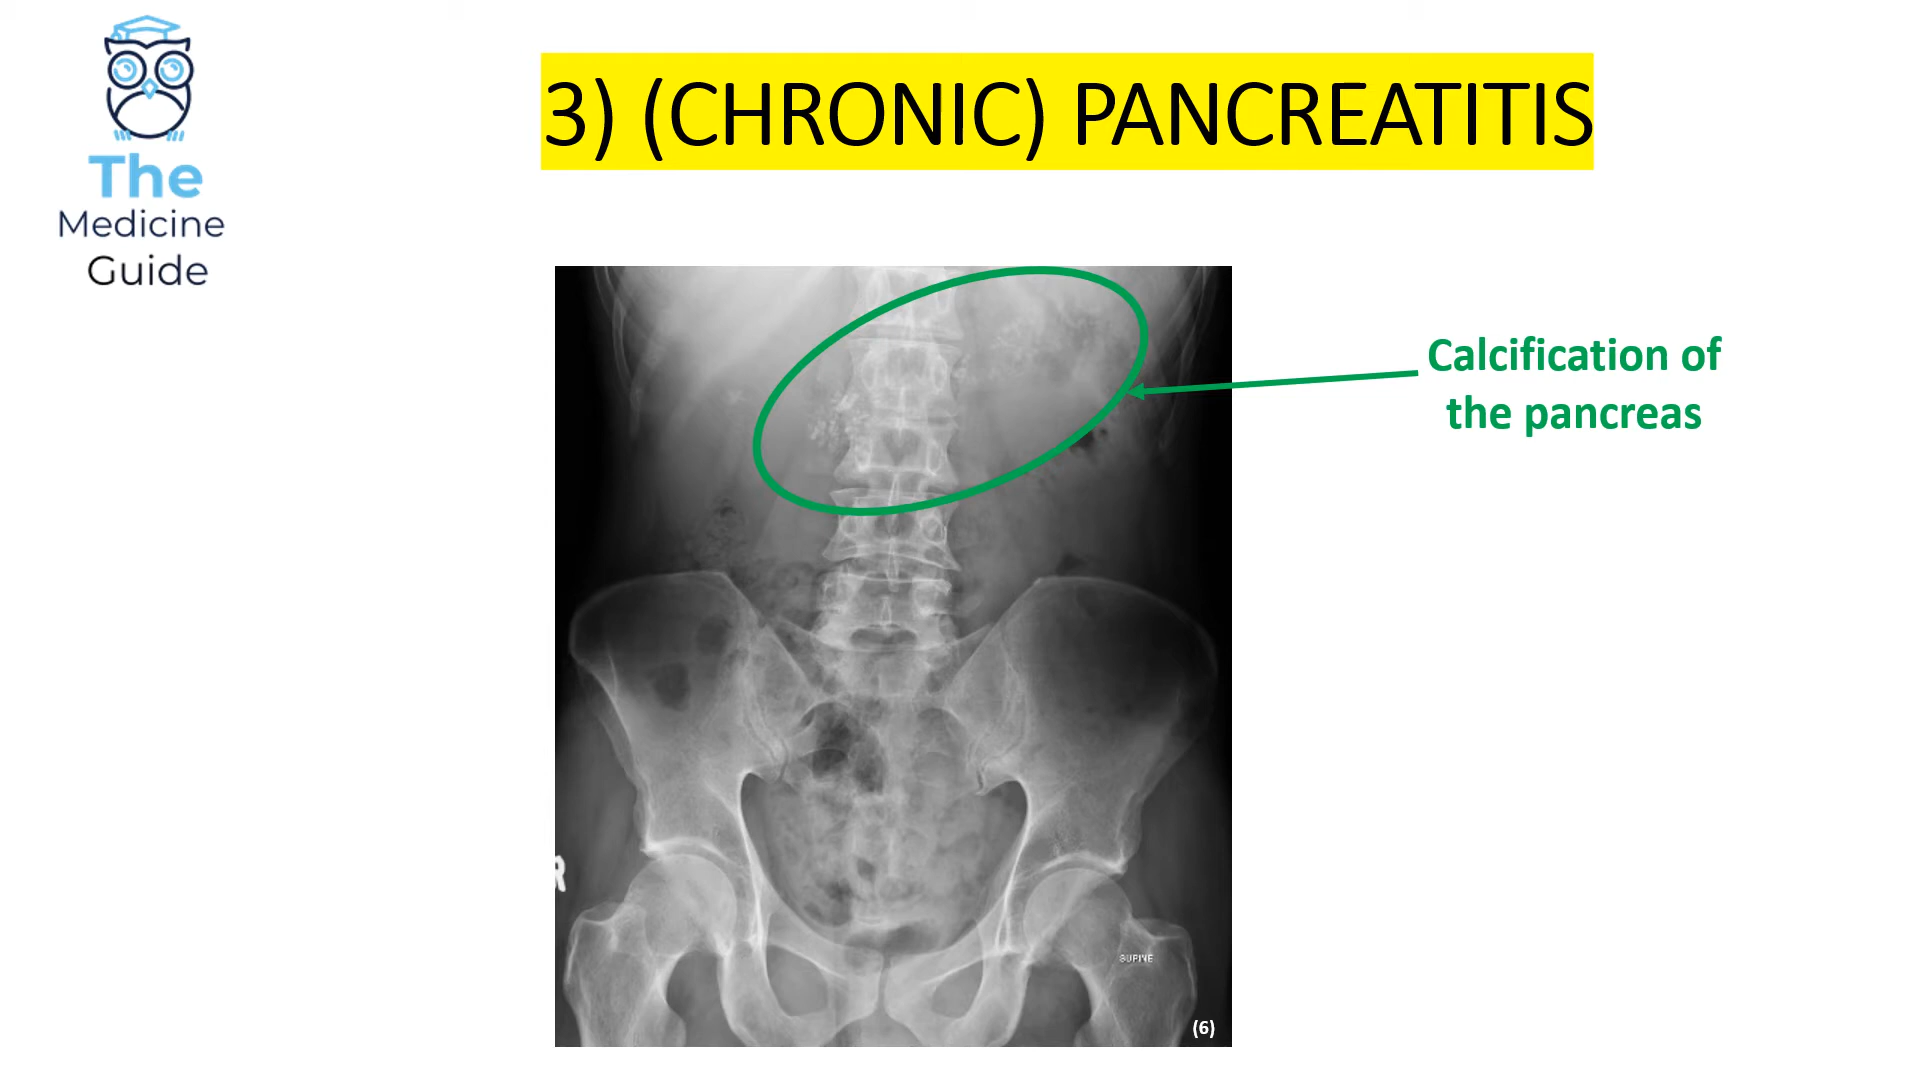 The
Medicine
Guide
3) (CHRONIC) PANCREATITIS
Calcification of
the pancreas
R
SUPINE
(6)